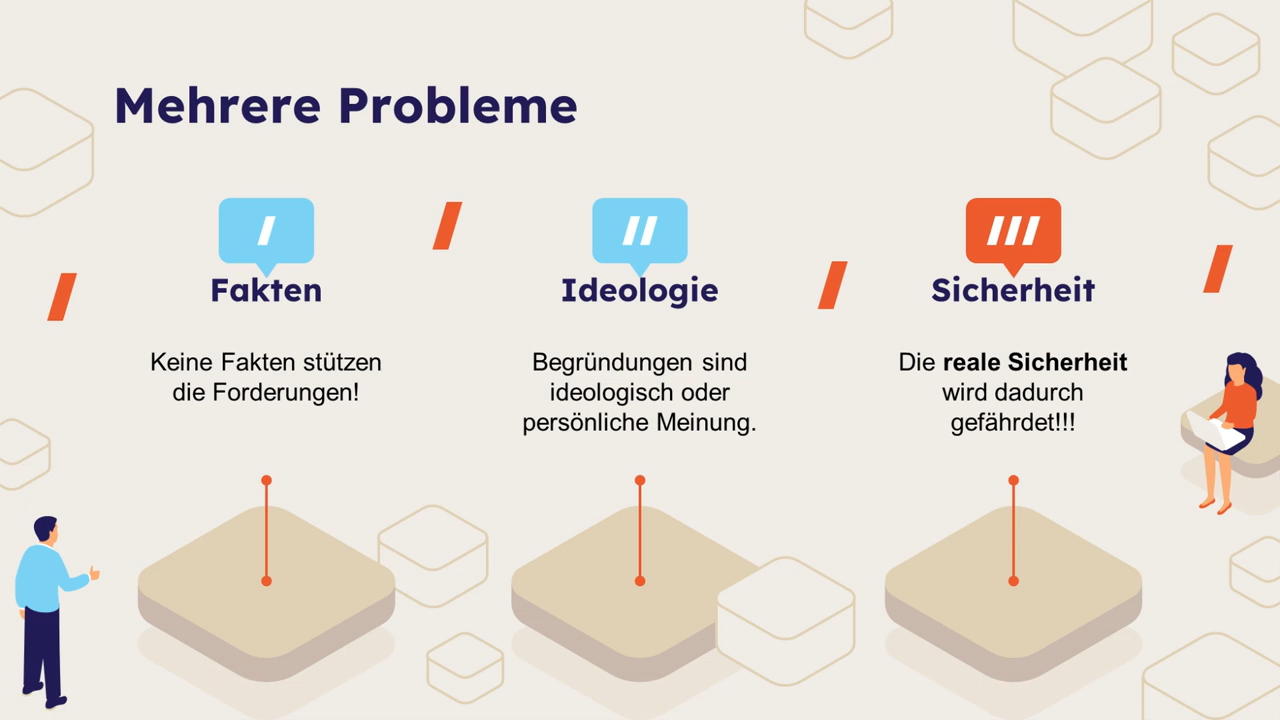 Mehrere Probleme
Fakten
Keine Fakten stützen
die Forderungen!
Ideologie
Begründungen sind
ideologisch oder
persönliche Meinung.
Sicherheit
Die reale Sicherheit
wird dadurch
gefährdet!!!